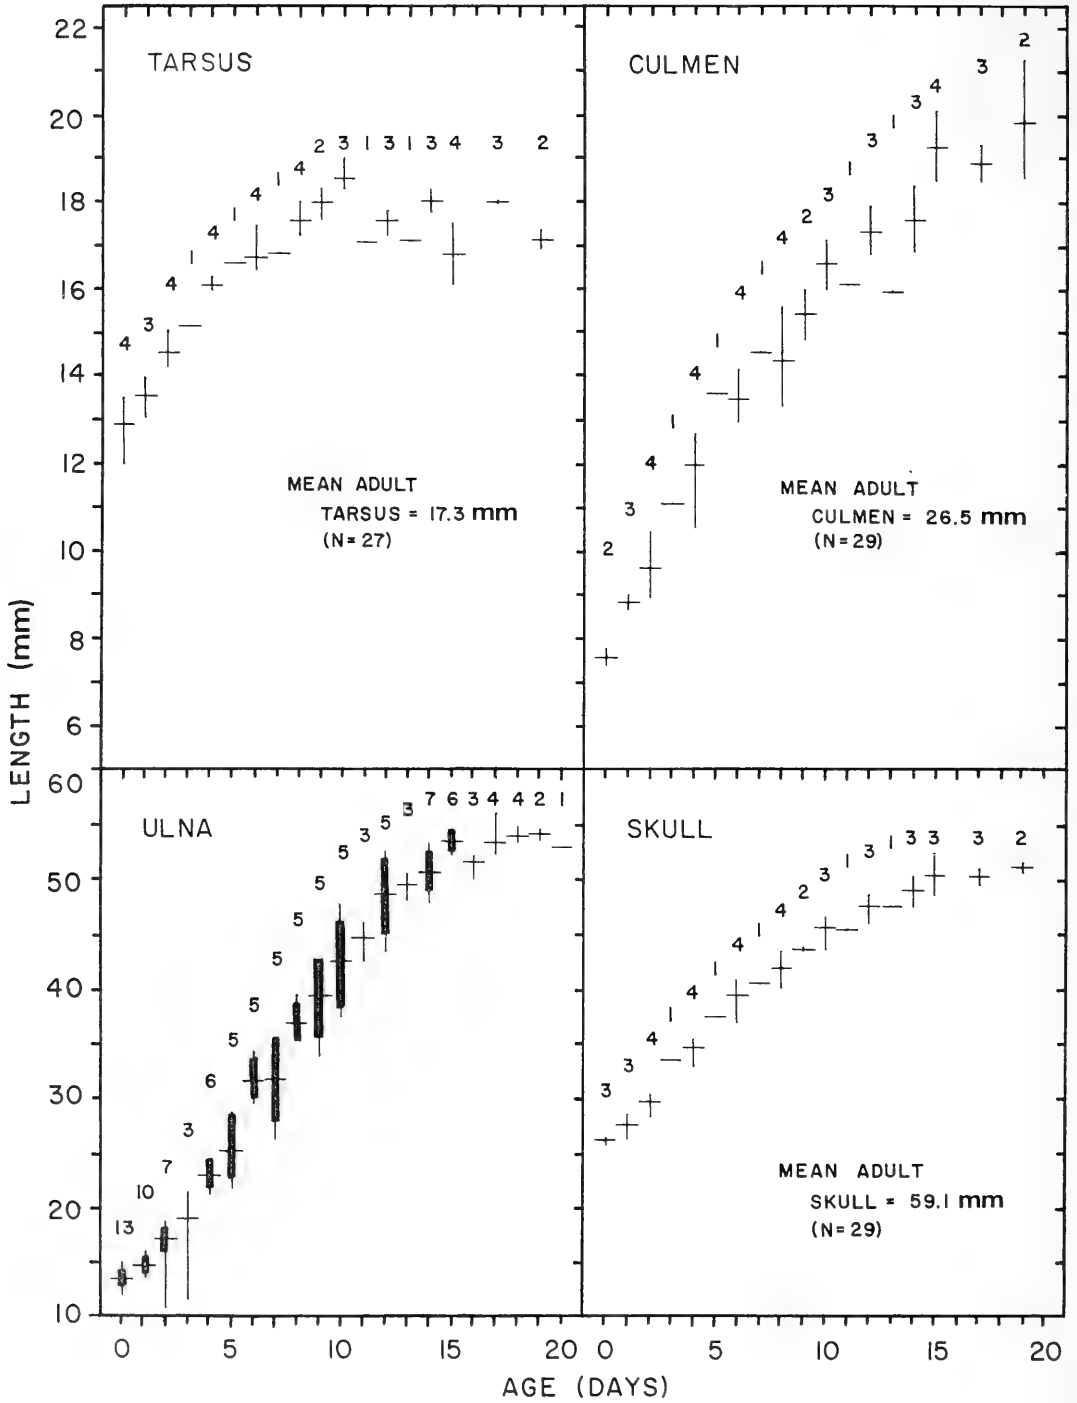 22
20
18
16
14
12
10
8
6
TARSUS
4 3 4 1 4 1 4 1 4 2 3 1 3 1 3 4 3 2
MEAN ADULT
TARSUS = 17.3 mm
(N=27)
CULMEN
2 3 4 1 4 1 4 1 4 2 3 1 3 1 3 4 3 2
MEAN ADULT
CULMEN = 26.5 mm
(N=29)
LENGTH (mm)
60
50
40
30
20
10
ULNA
13 10 7 3 6 5 5 5 5 5 5 3 5 3 7 6 3 4 4 2 1
SKULL
3 3 4 1 4 1 4 1 4 2 3 1 3 1 3 3 3 2
MEAN ADULT
SKULL = 59.1 mm
(N=29)
0 5 10 15 20
0 5 10 15 20
AGE (DAYS)